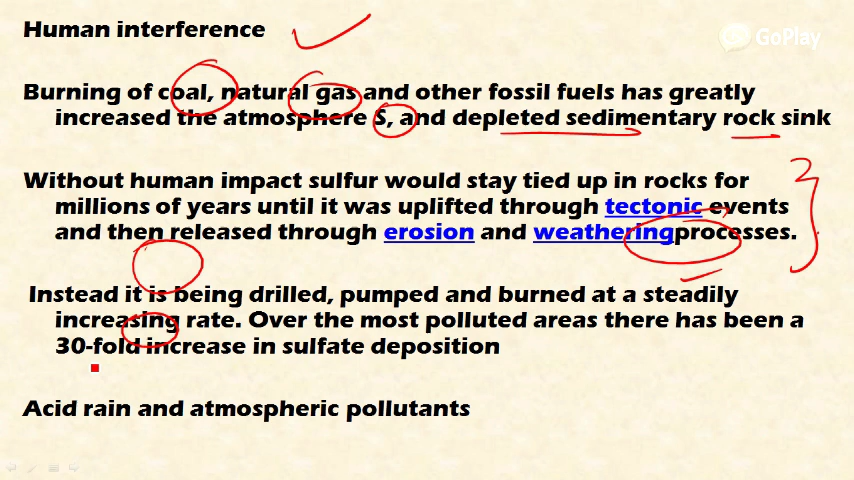 Human interference
GoPlay
Burning of coal, natural gas and other fossil fuels has greatly
increased the atmosphere S, and depleted sedimentary rock sink
Without human impact sulfur would stay tied up in rocks for
millions of years until it was uplifted through tectonic events
and then released through erosion and weatheringprocesses.
Instead it is being drilled, pumped and burned at a steadily
increasing rate. Over the most polluted areas there has been a
30-fold increase in sulfate deposition
Acid rain and atmospheric pollutants